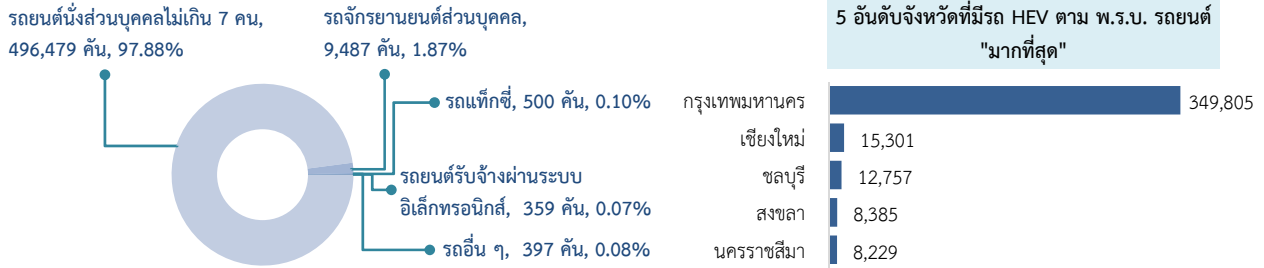 รถยนต์นั่งส่วนบุคคลไม่เกิน 7 คน,
496,479 คัน, 97.88%
รถจักรยานยนต์ส่วนบุคคล,
9,487 คัน, 1.87%
รถแท็กซี่, 500 คัน, 0.10%
รถยนต์รับจ้างผ่านระบบ
อิเล็กทรอนิกส์, 359 คัน, 0.07%
รถอื่น ๆ, 397 คัน, 0.08%
5 อันดับจังหวัดที่มีรถ HEV ตาม พ.ร.บ. รถยนต์
"มากที่สุด"
กรุงเทพมหานคร 349,805
เชียงใหม่ 15,301
ชลบุรี 12,757
สงขลา 8,385
นครราชสีมา 8,229